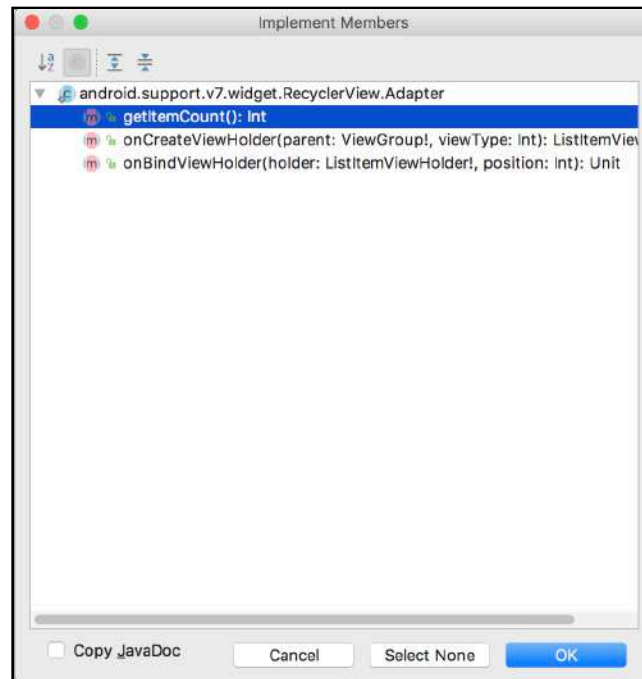 Implement Members
android.support.v7.widget.RecyclerView.Adapter
getItemCount(): Int
onCreateViewHolder(parent: ViewGroup!, viewType: Int): ListItemView
onBindViewHolder(holder: ListItemViewHolder!, position: Int): Unit
Copy JavaDoc
Cancel
Select None
OK